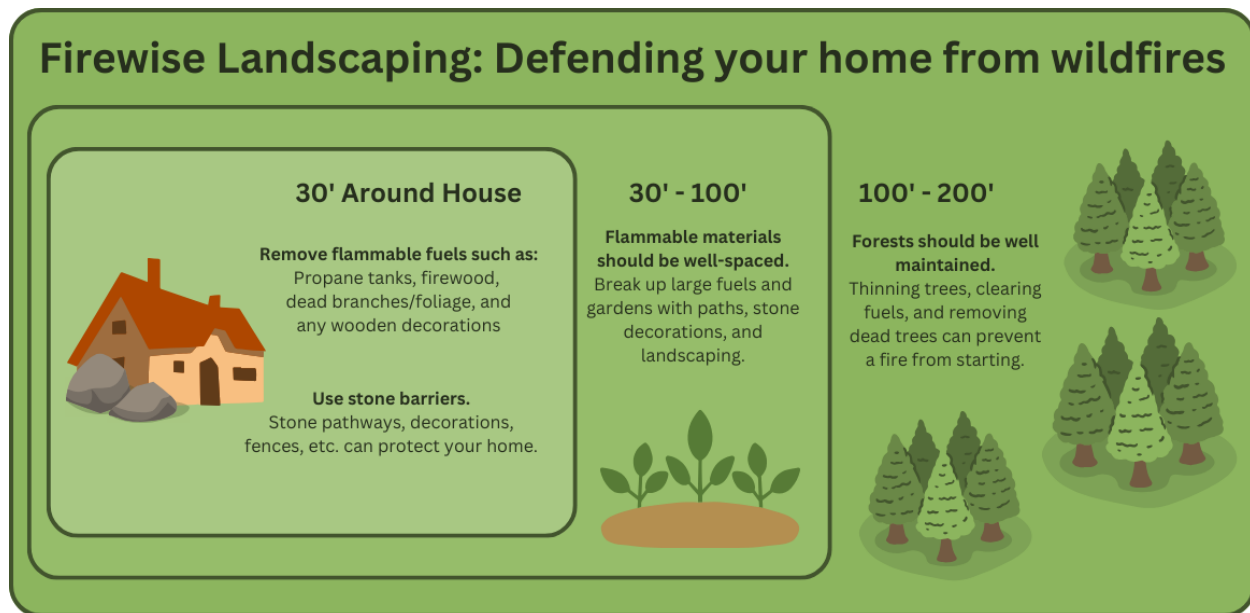 Firewise Landscaping: Defending your home from wildfires
30' Around House
Remove flammable fuels such as:
Propane tanks, firewood,
dead branches/foliage, and
any wooden decorations
Use stone barriers.
Stone pathways, decorations,
fences, etc. can protect your home.
30' - 100'
Flammable materials
should be well-spaced.
Break up large fuels and
gardens with paths, stone
decorations, and
landscaping.
100' - 200'
Forests should be well
maintained.
Thinning trees, clearing
fuels, and removing
dead trees can prevent
a fire from starting.